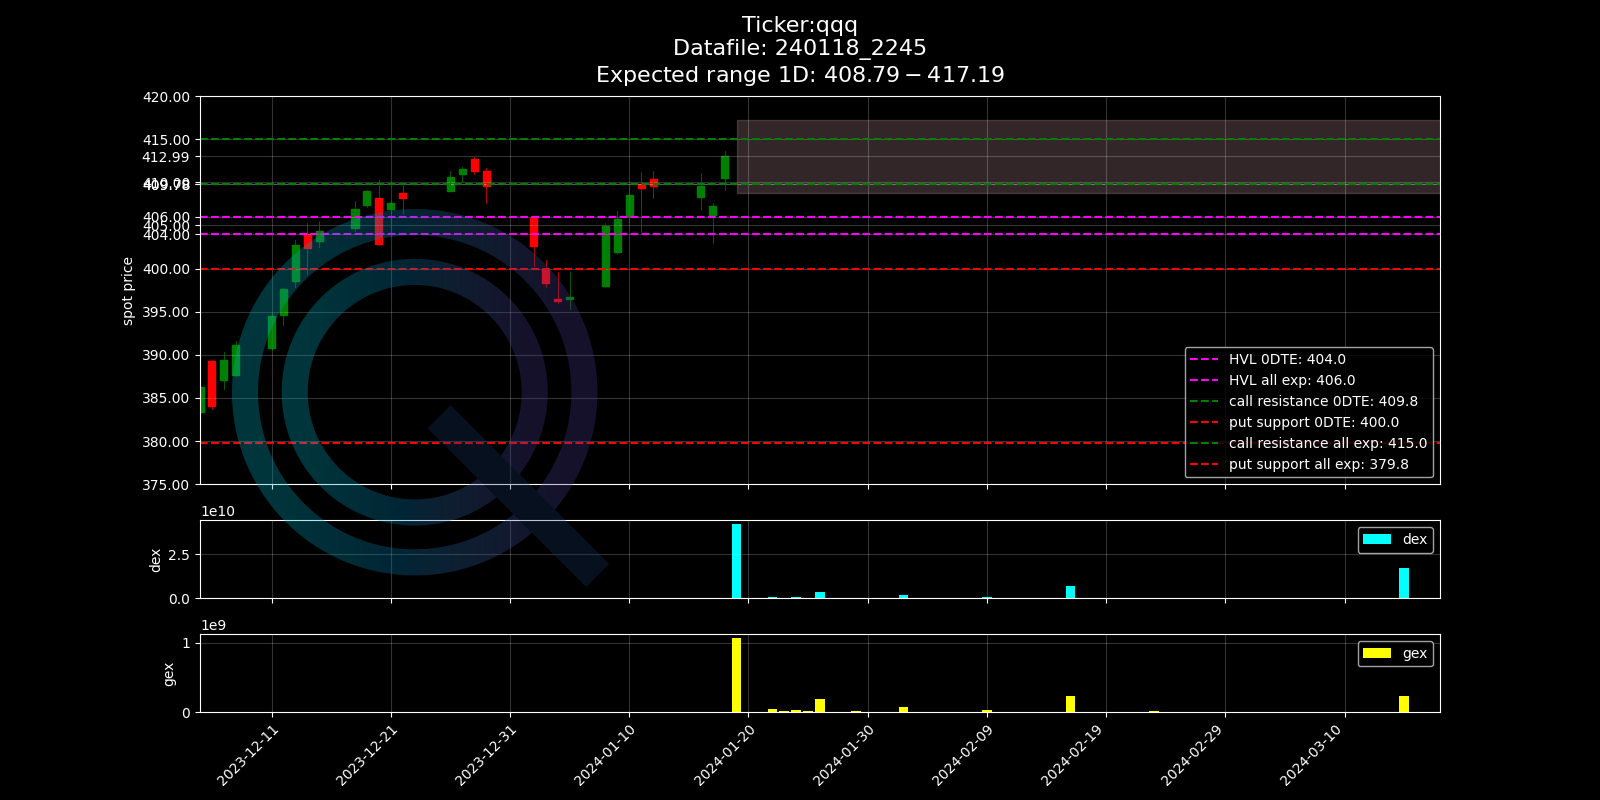 Ticker:qqq
Datafile: 240118_2245
Expected range 1D: 408.79 − 417.19
420.00
415.00
412.99
409.78
406.00
405.00
404.00
400.00
395.00
390.00
385.00
380.00
375.00
spot price
HVL 0DTE: 404.0
HVL all exp: 406.0
call resistance 0DTE: 409.8
put support 0DTE: 400.0
call resistance all exp: 415.0
put support all exp: 379.8
1e10
2.5
0.0
dex
dex
1e9
1
0
gex
gex
2023-12-11
2023-12-21
2023-12-31
2024-01-10
2024-01-20
2024-01-30
2024-02-09
2024-02-19
2024-02-29
2024-03-10